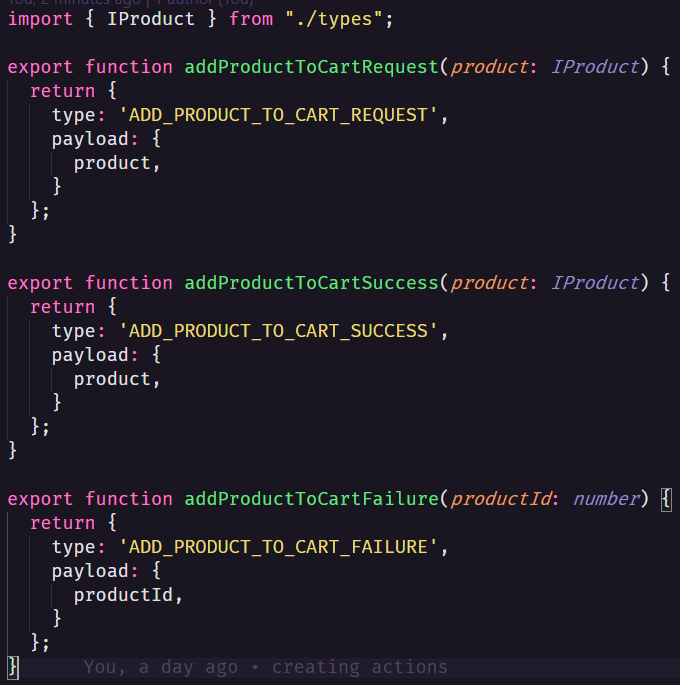 You, 2 minutes ago | 1 author (You)
import { IProduct } from "./types";
export function addProductToCartRequest(product: IProduct) {
  return {
    type: 'ADD_PRODUCT_TO_CART_REQUEST',
    payload: {
      product,
    }
  };
}
export function addProductToCartSuccess(product: IProduct) {
  return {
    type: 'ADD_PRODUCT_TO_CART_SUCCESS',
    payload: {
      product,
    }
  };
}
export function addProductToCartFailure(productId: number) {
  return {
    type: 'ADD_PRODUCT_TO_CART_FAILURE',
    payload: {
      productId,
    }
  };
}      You, a day ago • creating actions